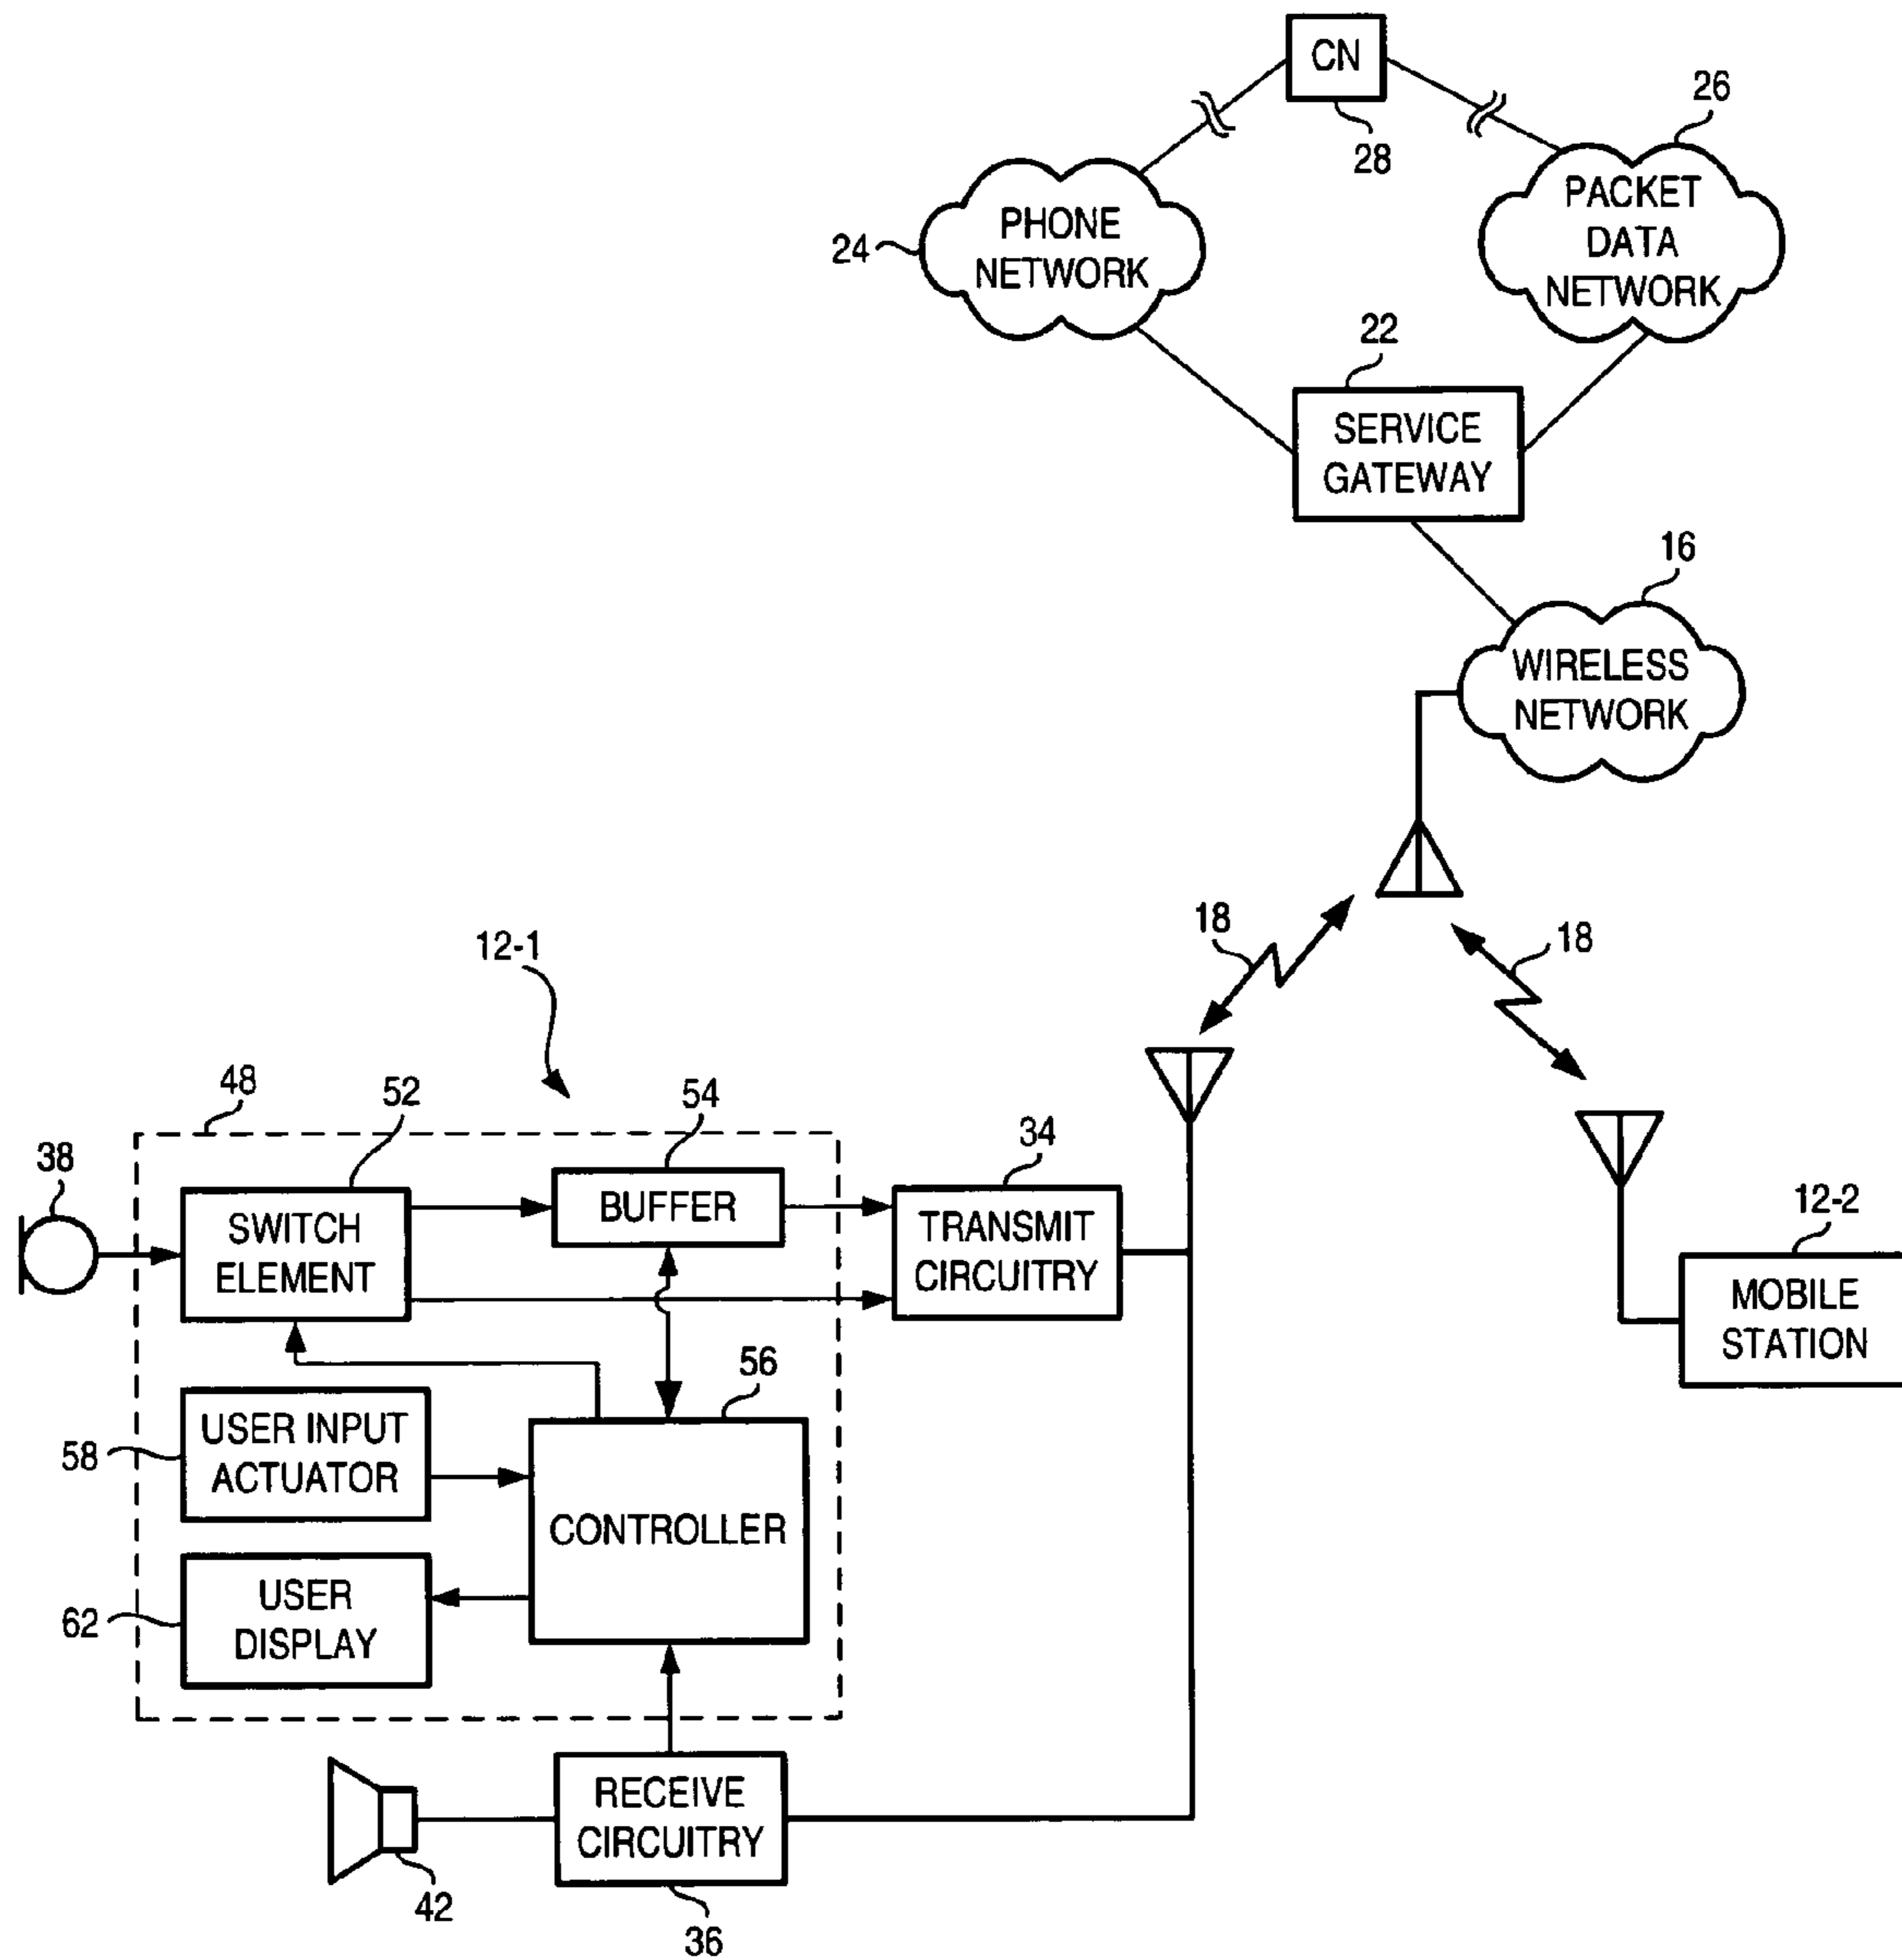 CN
28
26
24
PHONE
NETWORK
PACKET
DATA
NETWORK
22
SERVICE
GATEWAY
16
WIRELESS
NETWORK
18
18
12-1
48
52
54
34
38
SWITCH
ELEMENT
BUFFER
TRANSMIT
CIRCUITRY
12-2
MOBILE
STATION
56
58
USER INPUT
ACTUATOR
CONTROLLER
62
USER
DISPLAY
RECEIVE
CIRCUITRY
42
36